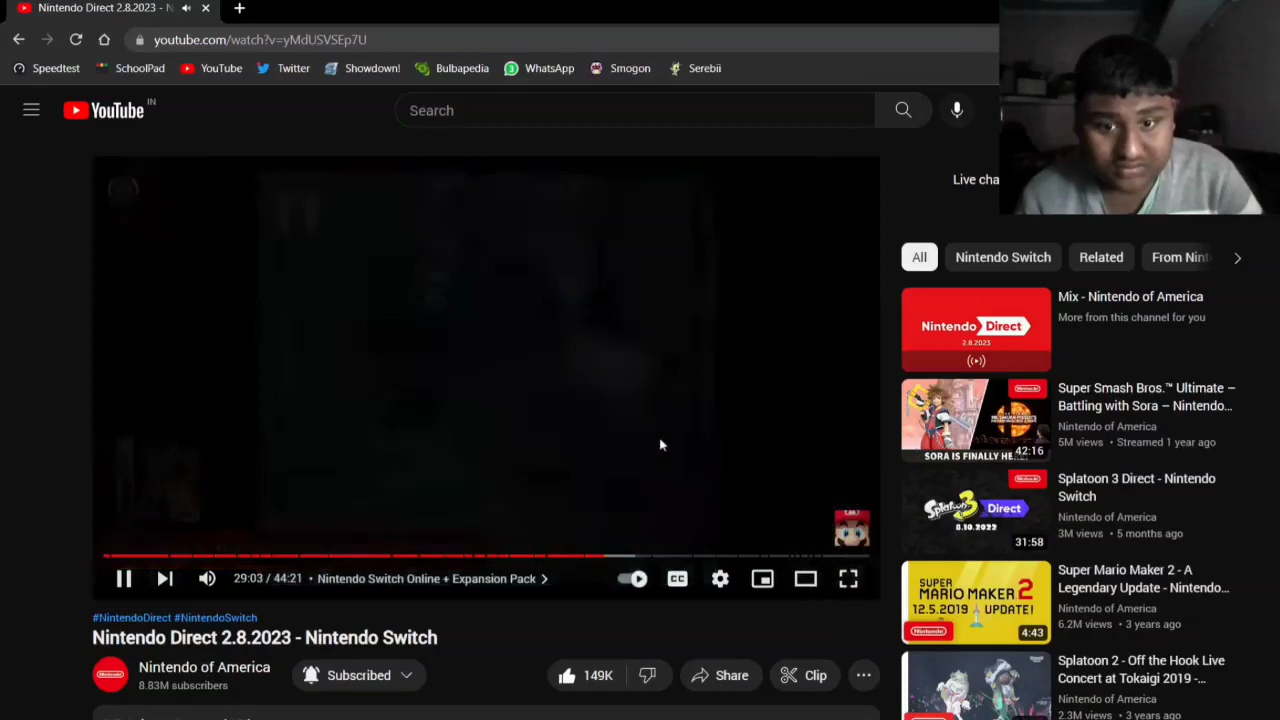 Nintendo Direct 2.8.2023 - N
youtube.com/watch?v=yMdUSVSEp7U
Speedtest SchoolPad YouTube Twitter Showdown! Bulbapedia WhatsApp Smogon Serebii
YouTube IN
Search
Live cha
All Nintendo Switch Related From Nint
Nintendo Direct
2.8.2023
Mix - Nintendo of America
More from this channel for you
SORA IS FINALLY HE
42:16
Super Smash Bros.™ Ultimate –
Battling with Sora – Nintendo…
Nintendo of America
5M views • Streamed 1 year ago
Splatoon 3 Direct
8.10.2022
31:58
Splatoon 3 Direct - Nintendo
Switch
Nintendo of America
3M views • 5 months ago
SUPER
MARIO MAKER 2
12.5.2019 UPDATE!
Nintendo
4:43
Super Mario Maker 2 - A
Legendary Update - Nintendo…
Nintendo of America
6.2M views • 3 years ago
Splatoon 2 - Off the Hook Live
Concert at Tokaigi 2019 -…
Nintendo of America
2.3M views • 3 years ago
29:03 / 44:21 • Nintendo Switch Online + Expansion Pack
CC
#NintendoDirect #NintendoSwitch
Nintendo Direct 2.8.2023 - Nintendo Switch
Nintendo
Nintendo of America
8.83M subscribers
Subscribed
149K
Share
Clip